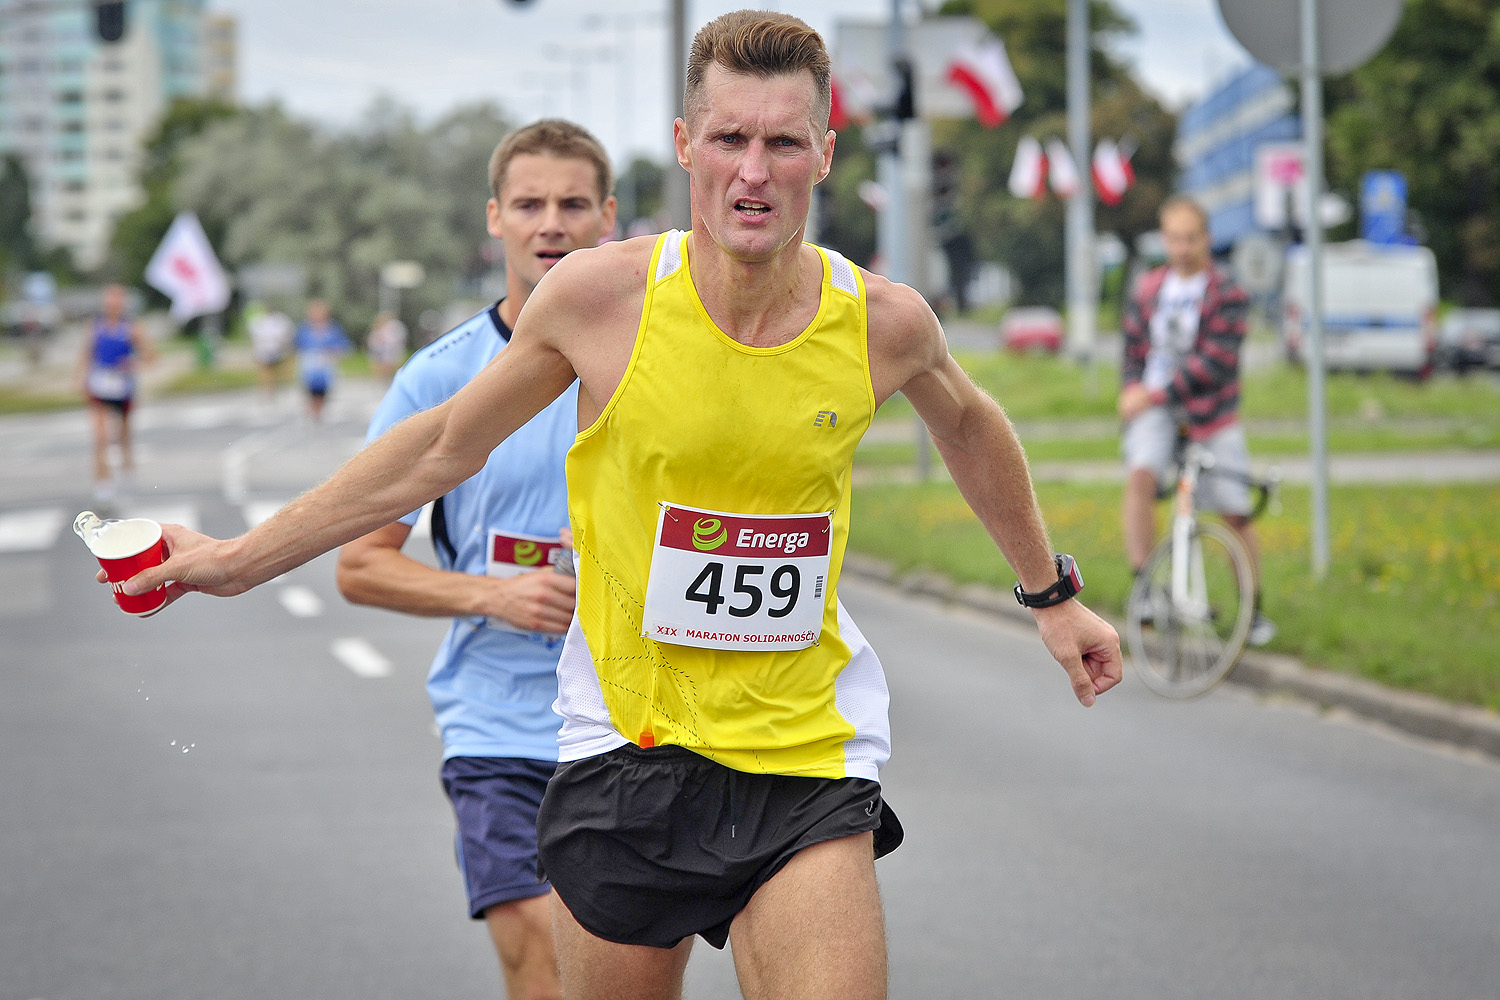 Energa
459
XIX MARATON SOLIDARNOŚCI
E